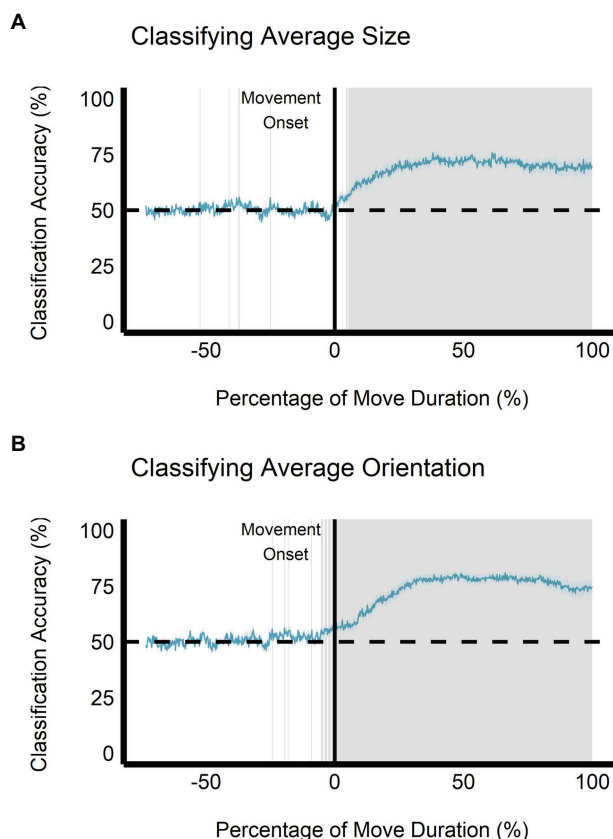 A
Classifying Average Size
Classification Accuracy (%)
100
75
50
25
0
Movement
Onset
-50
0
50
100
Percentage of Move Duration (%)
B
Classifying Average Orientation
Classification Accuracy (%)
100
75
50
25
0
Movement
Onset
-50
0
50
100
Percentage of Move Duration (%)